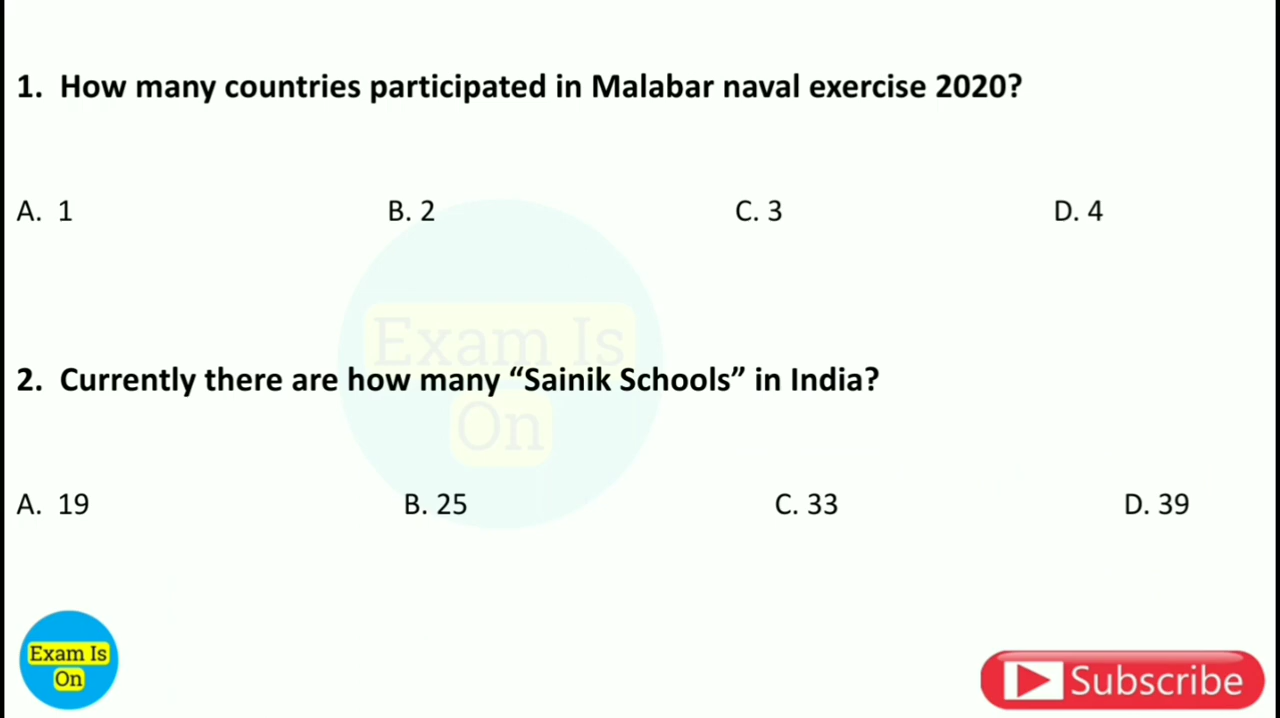 1. How many countries participated in Malabar naval exercise 2020?
A. 1 B. 2 C. 3 D. 4
Exam Is
2. Currently there are how many “Sainik Schools” in India?
On
A. 19 B. 25 C. 33 D. 39
Exam Is
On
Subscribe